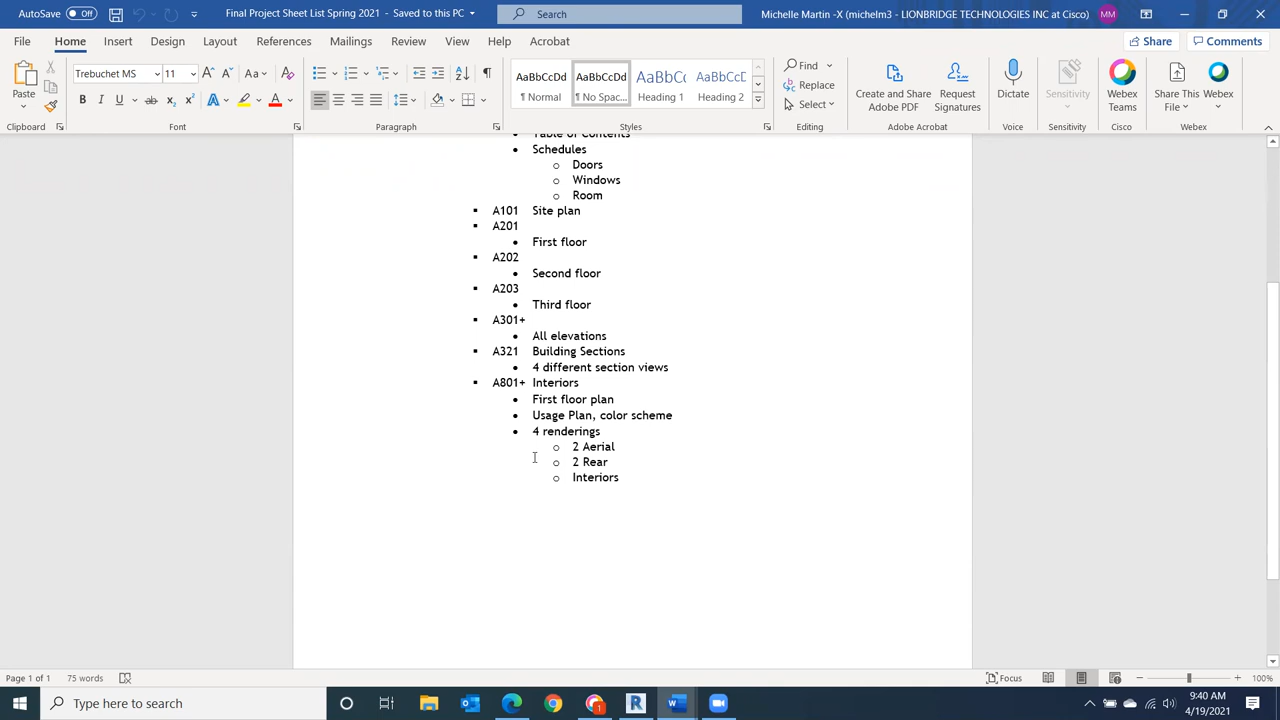 AutoSave Off Final Project Sheet List Spring 2021 - Saved to this PC Search Michelle Martin -X (michelm3 - LIONBRIDGE TECHNOLOGIES INC at Cisco) MM
File Home Insert Design Layout References Mailings Review View Help Acrobat Share Comments
Paste
Clipboard
Trebuchet MS 11
Font
Paragraph
AaBbCcDd AaBbCcDd AaBbCc AaBbCcD
¶ Normal ¶ No Spac... Heading 1 Heading 2
Styles
Find
Replace
Select
Editing
Create and Share Adobe PDF
Request Signatures
Adobe Acrobat
Dictate
Voice
Sensitivity
Sensitivity
Webex Teams
Cisco
Share This File
Webex
Webex
Table of Contents
• Schedules
o Doors
o Windows
o Room
▪ A101 Site plan
▪ A201
• First floor
▪ A202
• Second floor
▪ A203
• Third floor
▪ A301+
• All elevations
▪ A321 Building Sections
• 4 different section views
▪ A801+ Interiors
• First floor plan
• Usage Plan, color scheme
• 4 renderings
o 2 Aerial
o 2 Rear
o Interiors
Page 1 of 1 75 words Focus 100%
Type here to search
9:40 AM
4/19/2021